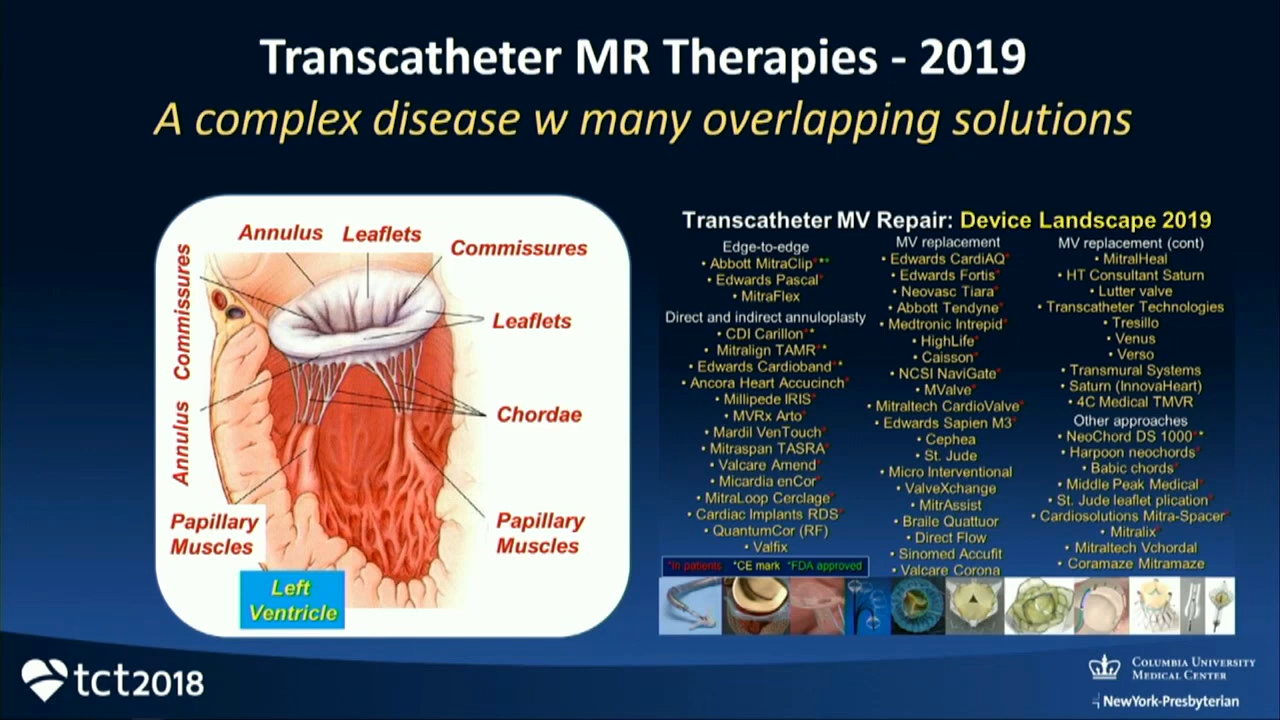 Transcatheter MR Therapies - 2019
A complex disease w many overlapping solutions
Annulus
Leaflets
Commissures
Commissures
Leaflets
Annulus
Chordae
Papillary
Muscles
Papillary
Muscles
Left
Ventricle
Transcatheter MV Repair: Device Landscape 2019
Edge-to-edge
• Abbott MitraClip***
• Edwards Pascal*
• MitraFlex
Direct and indirect annuloplasty
• CDI Carillon**
• Mitralign TAMR**
• Edwards Cardioband**
• Ancora Heart Accucinch*
• Millipede IRIS*
• MVRx Arto*
• Mardil VenTouch*
• Mitraspan TASRA*
• Valcare Amend*
• Micardia enCor*
• MitraLoop Cerclage*
• Cardiac Implants RDS*
• QuantumCor (RF)
• Valfix
*In patients *CE mark *FDA approved
MV replacement
• Edwards CardiAQ*
• Edwards Fortis*
• Neovasc Tiara*
• Abbott Tendyne*
• Medtronic Intrepid*
• HighLife*
• Caisson*
• NCSI NaviGate*
• MValve*
• Mitraltech CardioValve*
• Edwards Sapien M3*
• Cephea
• St. Jude
• Micro Interventional
• ValveXchange
• MitrAssist
• Braile Quattuor
• Direct Flow
• Sinomed Accufit
• Valcare Corona
MV replacement (cont)
• MitralHeal
• HT Consultant Saturn
• Lutter valve
• Transcatheter Technologies
• Tresillo
• Venus
• Verso
• Transmural Systems
• Saturn (InnovaHeart)
• 4C Medical TMVR
Other approaches
• NeoChord DS 1000**
• Harpoon neochords*
• Babic chords*
• Middle Peak Medical*
• St. Jude leaflet plication*
• Cardiosolutions Mitra-Spacer*
• Mitralix*
• Mitraltech Vchordal
• Coramaze Mitramaze
tct2018
COLUMBIA UNIVERSITY
MEDICAL CENTER
NewYork-Presbyterian